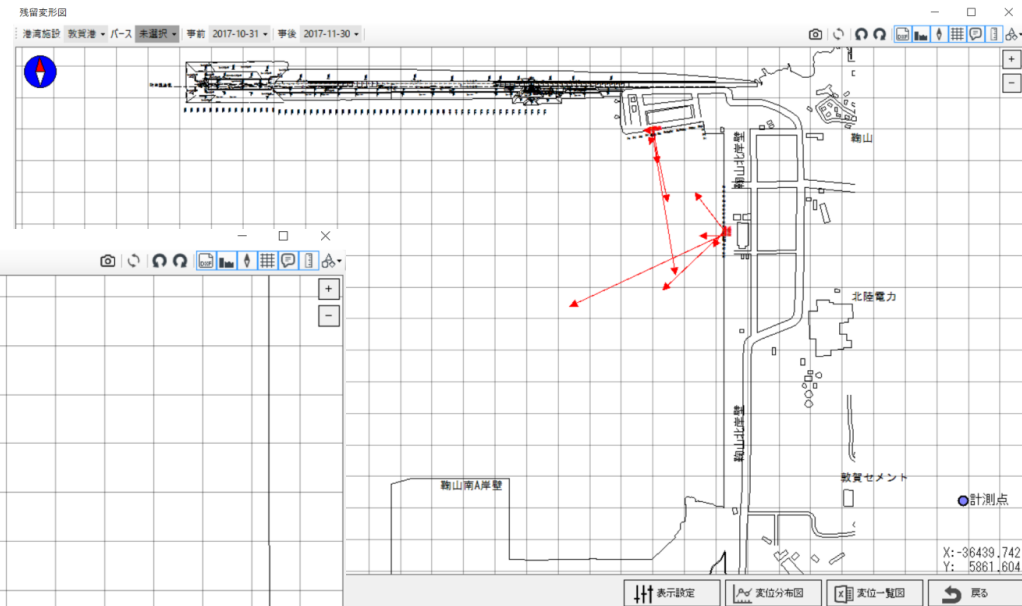 残留変形図
港湾施設 敦賀港 バース 未選択 事前 2017-10-31 事後 2017-11-30
鞠山
鞠山北岸壁
北陸電力
鞠山北岸壁
敦賀セメント
鞠山南A岸壁
計測点
X:-36439.742
Y: 5861.604
表示設定 変位分布図 変位一覧図 戻る